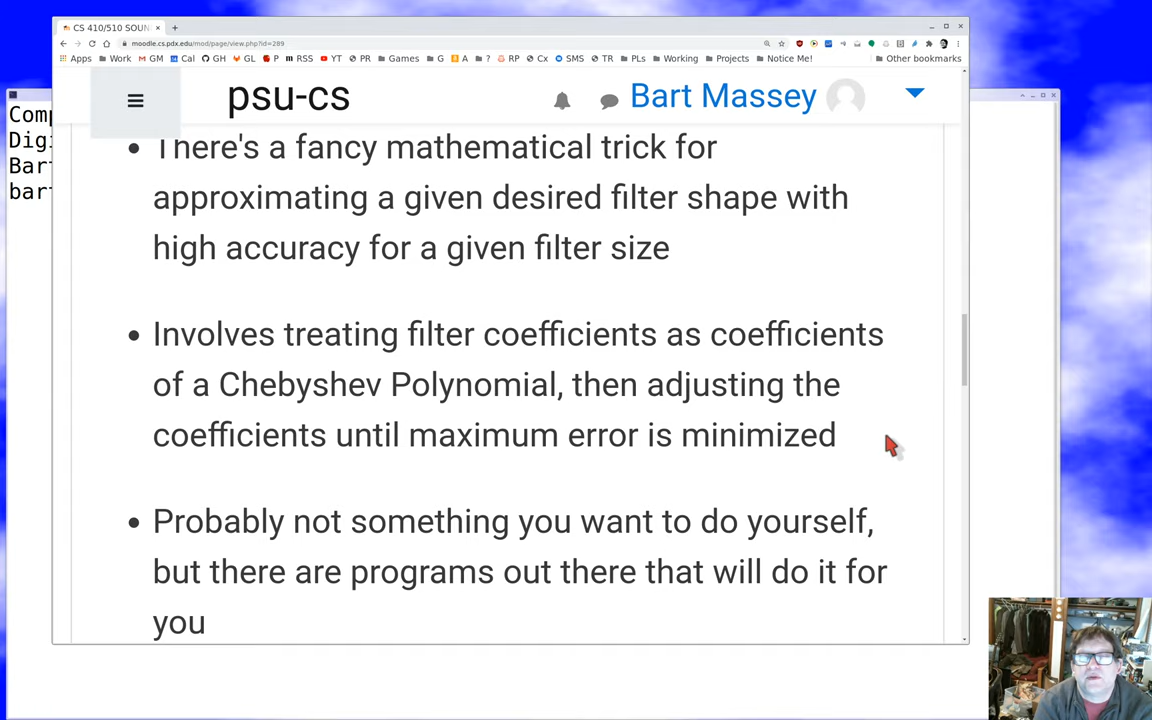 CS 410/510 SOUN
moodle.cs.pdx.edu/mod/page/view.php?id=289
Apps Work GM Cal GH GL P RSS YT PR Games G A ? RP Cx SMS TR PLs Working Projects Notice Me! Other bookmarks
psu-cs
Bart Massey
Comp
Digi
Bar
bar
There's a fancy mathematical trick for
approximating a given desired filter shape with
high accuracy for a given filter size
Involves treating filter coefficients as coefficients
of a Chebyshev Polynomial, then adjusting the
coefficients until maximum error is minimized
Probably not something you want to do yourself,
but there are programs out there that will do it for
you